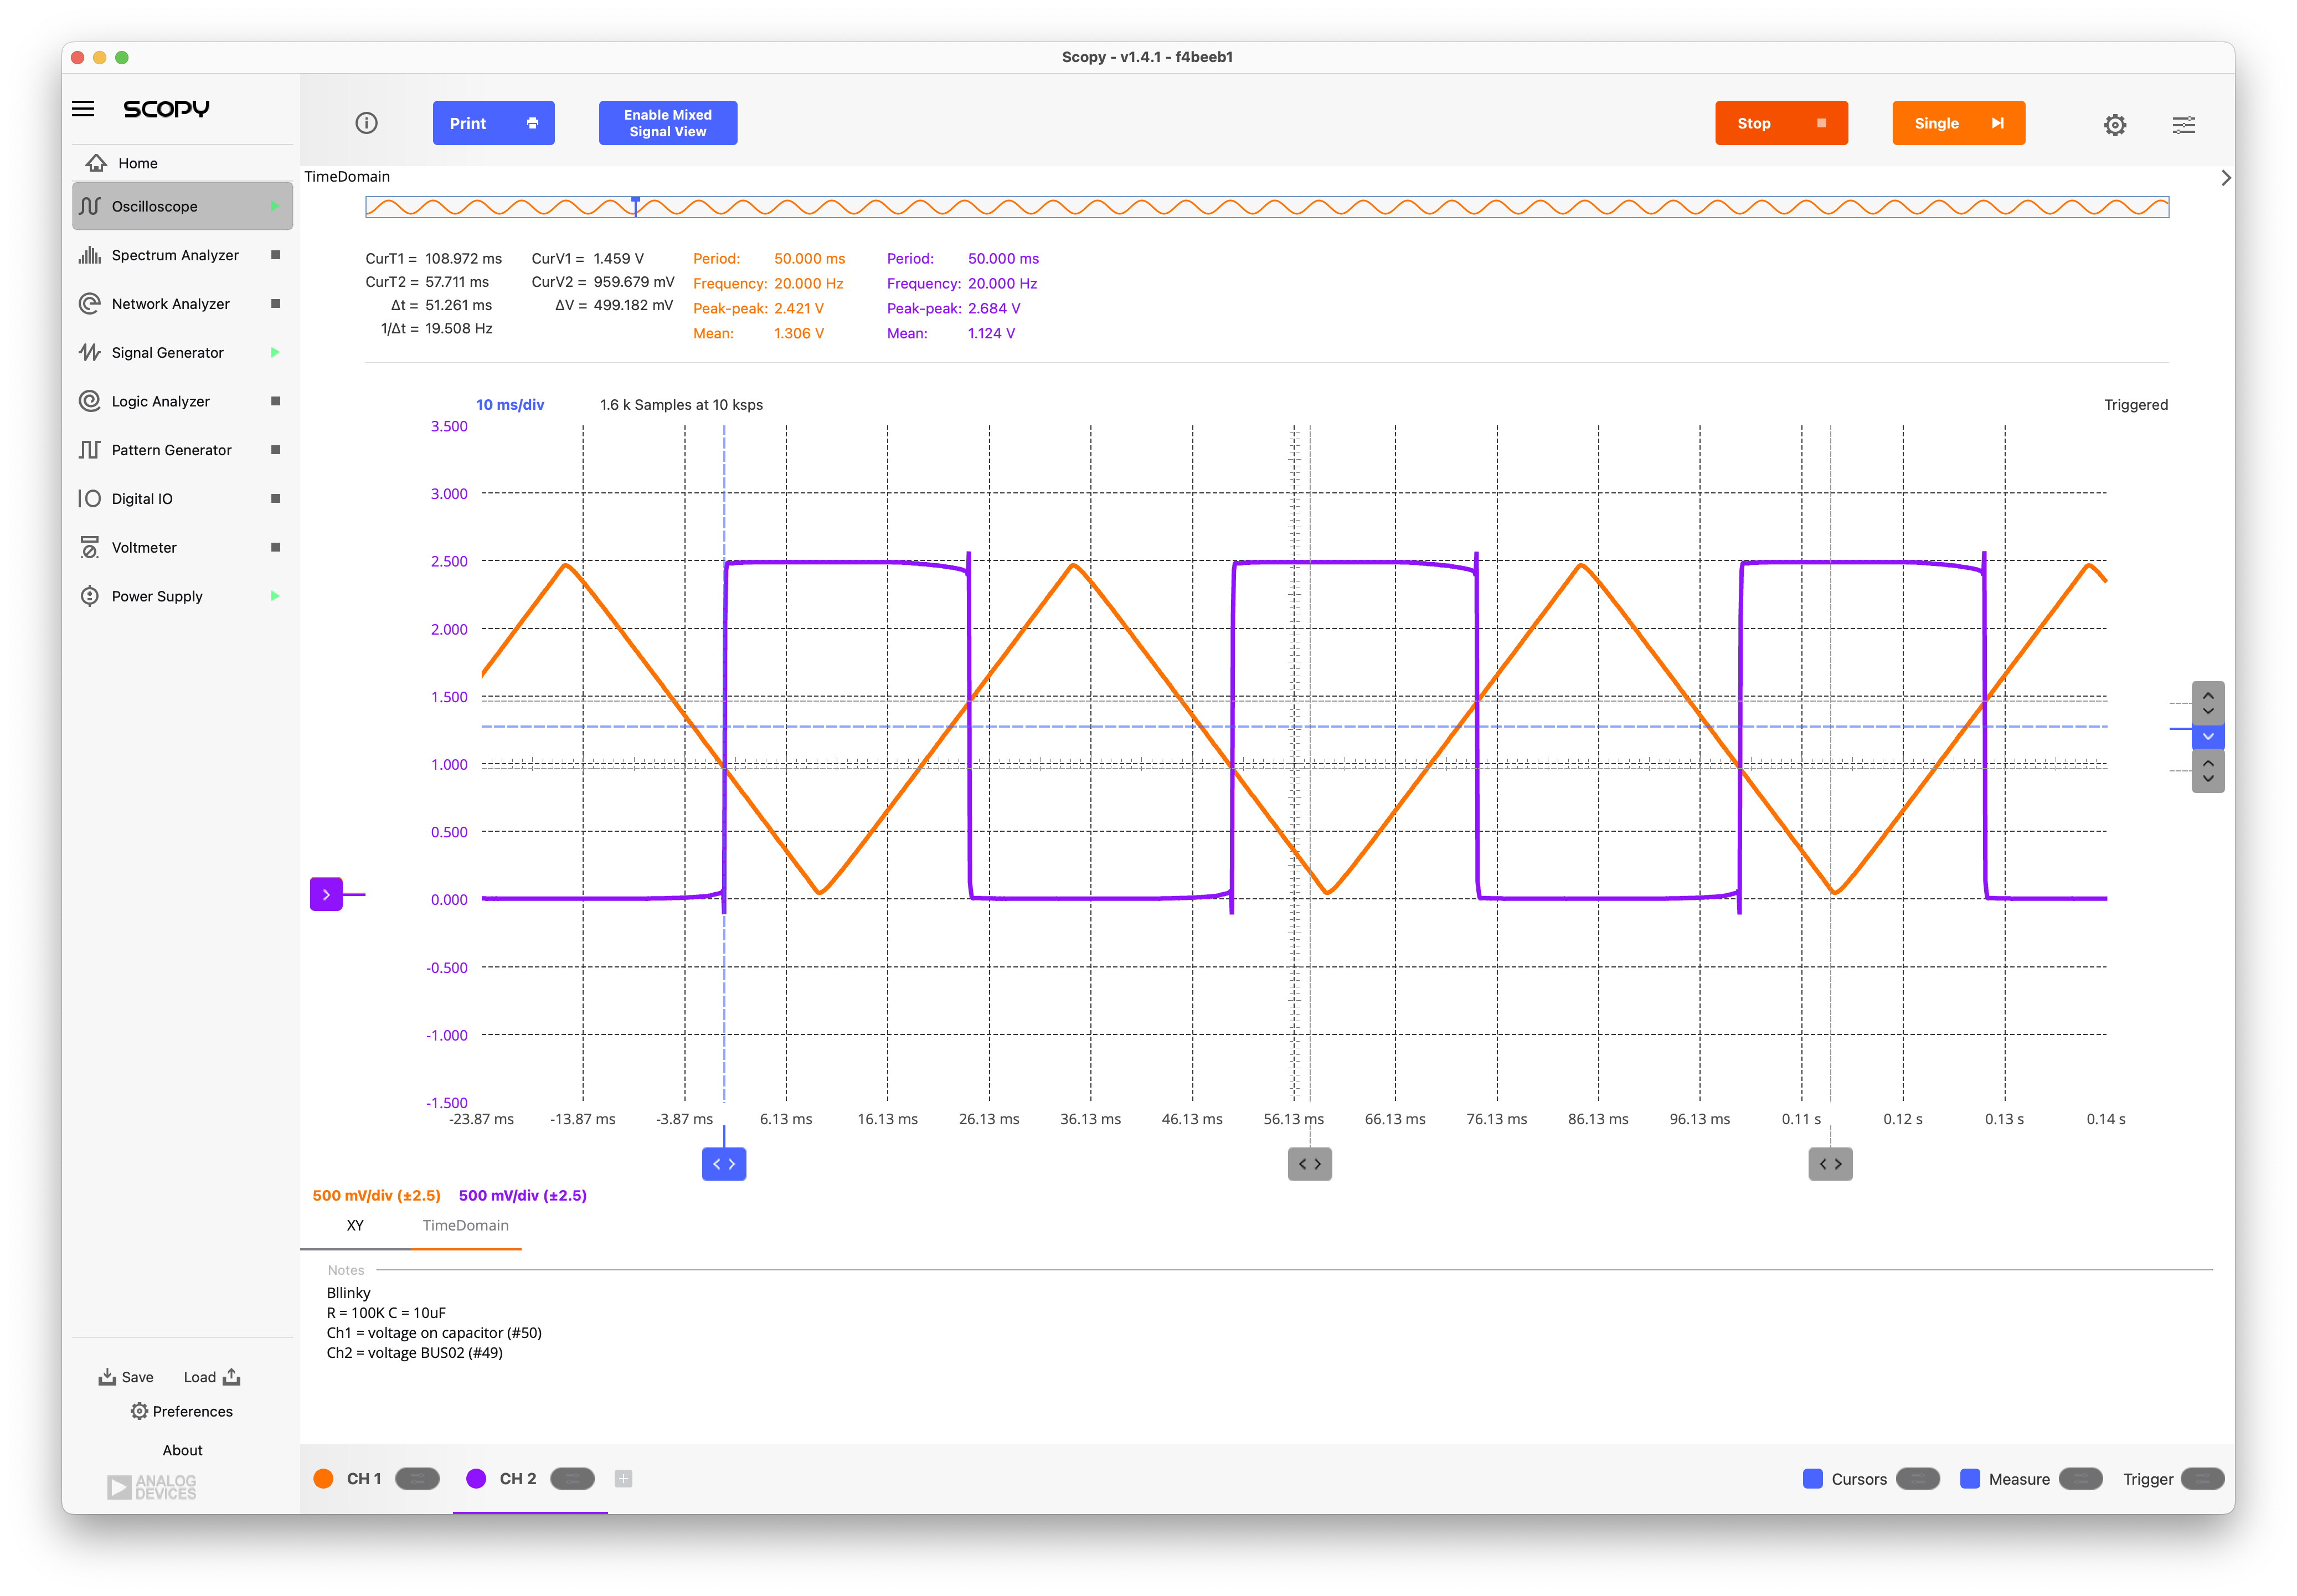 Scopy - v1.4.1 - f4beeb1
SCOPY
Home
Oscilloscope
Spectrum Analyzer
Network Analyzer
Signal Generator
Logic Analyzer
Pattern Generator
Digital IO
Voltmeter
Power Supply
Save Load
Preferences
About
ANALOG
DEVICES
Print
Enable Mixed
Signal View
Stop
Single
TimeDomain
CurT1 = 108.972 ms CurV1 = 1.459 V Period: 50.000 ms Period: 50.000 ms
CurT2 = 57.711 ms CurV2 = 959.679 mV Frequency: 20.000 Hz Frequency: 20.000 Hz
Δt = 51.261 ms ΔV = 499.182 mV Peak-peak: 2.421 V Peak-peak: 2.684 V
1/Δt = 19.508 Hz Mean: 1.306 V Mean: 1.124 V
10 ms/div 1.6 k Samples at 10 ksps Triggered
3.500
3.000
2.500
2.000
1.500
1.000
0.500
0.000
-0.500
-1.000
-1.500
-23.87 ms -13.87 ms -3.87 ms 6.13 ms 16.13 ms 26.13 ms 36.13 ms 46.13 ms 56.13 ms 66.13 ms 76.13 ms 86.13 ms 96.13 ms 0.11 s 0.12 s 0.13 s 0.14 s
500 mV/div (±2.5) 500 mV/div (±2.5)
XY TimeDomain
Notes
Bllinky
R = 100K C = 10uF
Ch1 = voltage on capacitor (#50)
Ch2 = voltage BUS02 (#49)
CH 1 CH 2 Cursors Measure Trigger